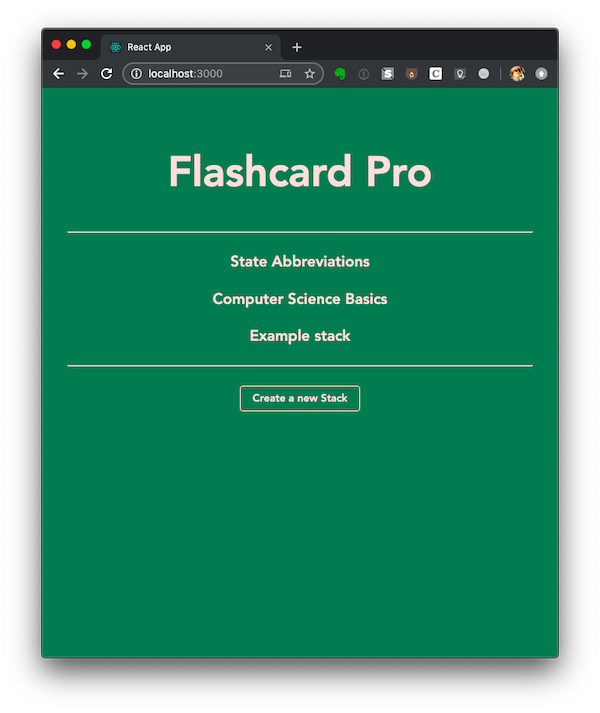 React App
localhost:3000
Flashcard Pro
State Abbreviations
Computer Science Basics
Example stack
Create a new Stack